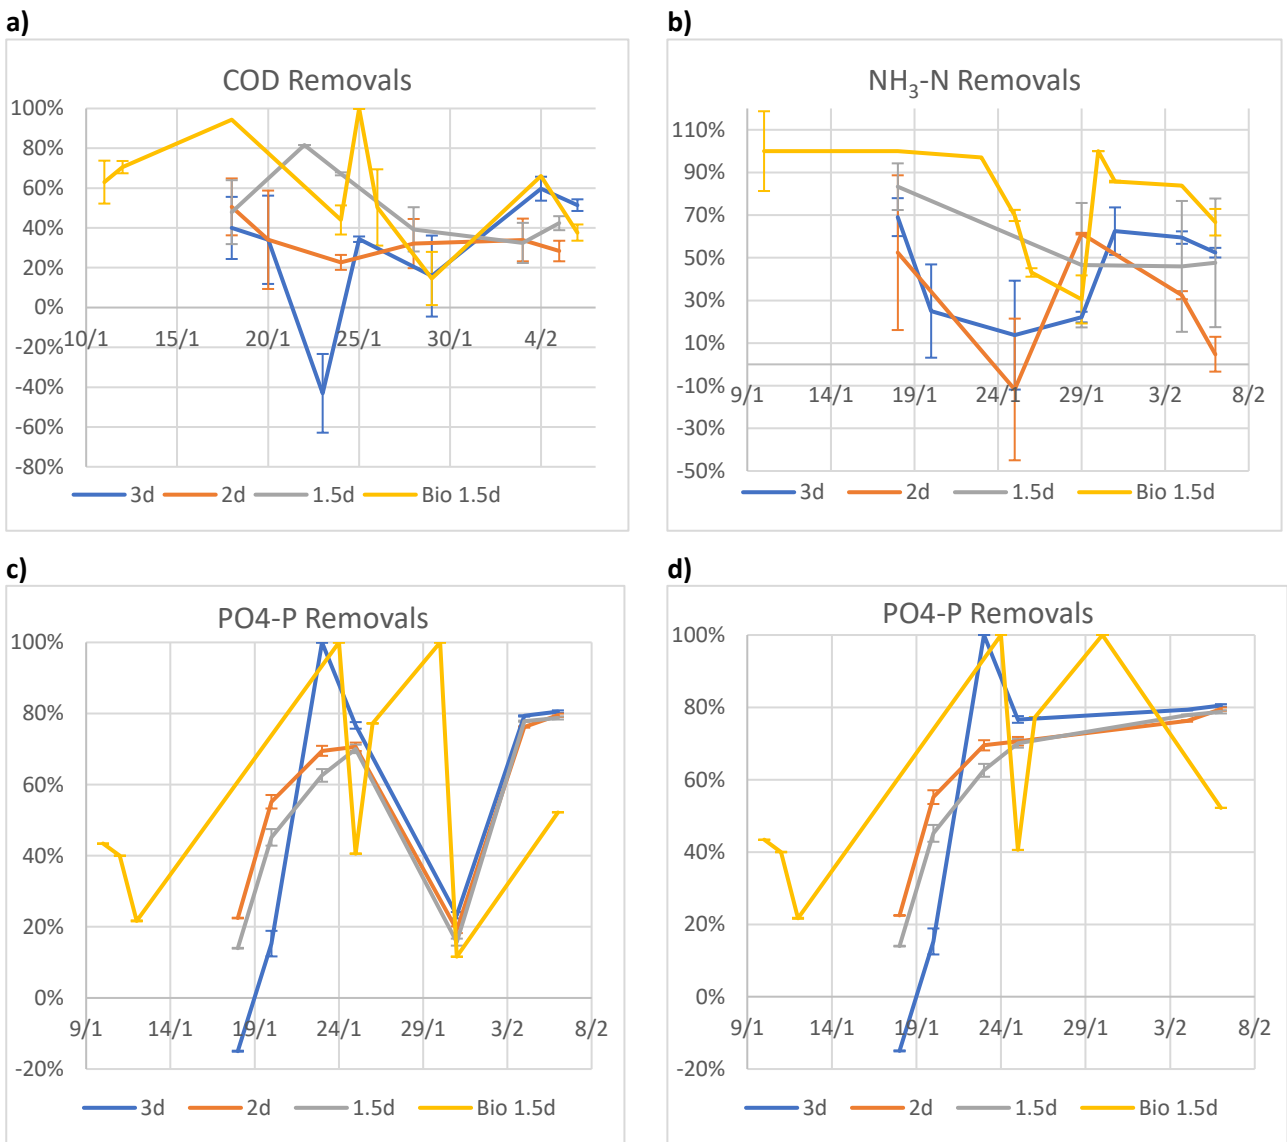 a)
COD Removals
100%
80%
60%
40%
20%
0%
-20%
-40%
-60%
-80%
10/1 15/1 20/1 25/1 30/1 4/2
3d 2d 1.5d Bio 1.5d
b)
NH3-N Removals
110%
90%
70%
50%
30%
10%
-10%
-30%
-50%
9/1 14/1 19/1 24/1 29/1 3/2 8/2
3d 2d 1.5d Bio 1.5d
c)
PO4-P Removals
100%
80%
60%
40%
20%
0%
-20%
9/1 14/1 19/1 24/1 29/1 3/2 8/2
3d 2d 1.5d Bio 1.5d
d)
PO4-P Removals
100%
80%
60%
40%
20%
0%
-20%
9/1 14/1 19/1 24/1 29/1 3/2 8/2
3d 2d 1.5d Bio 1.5d